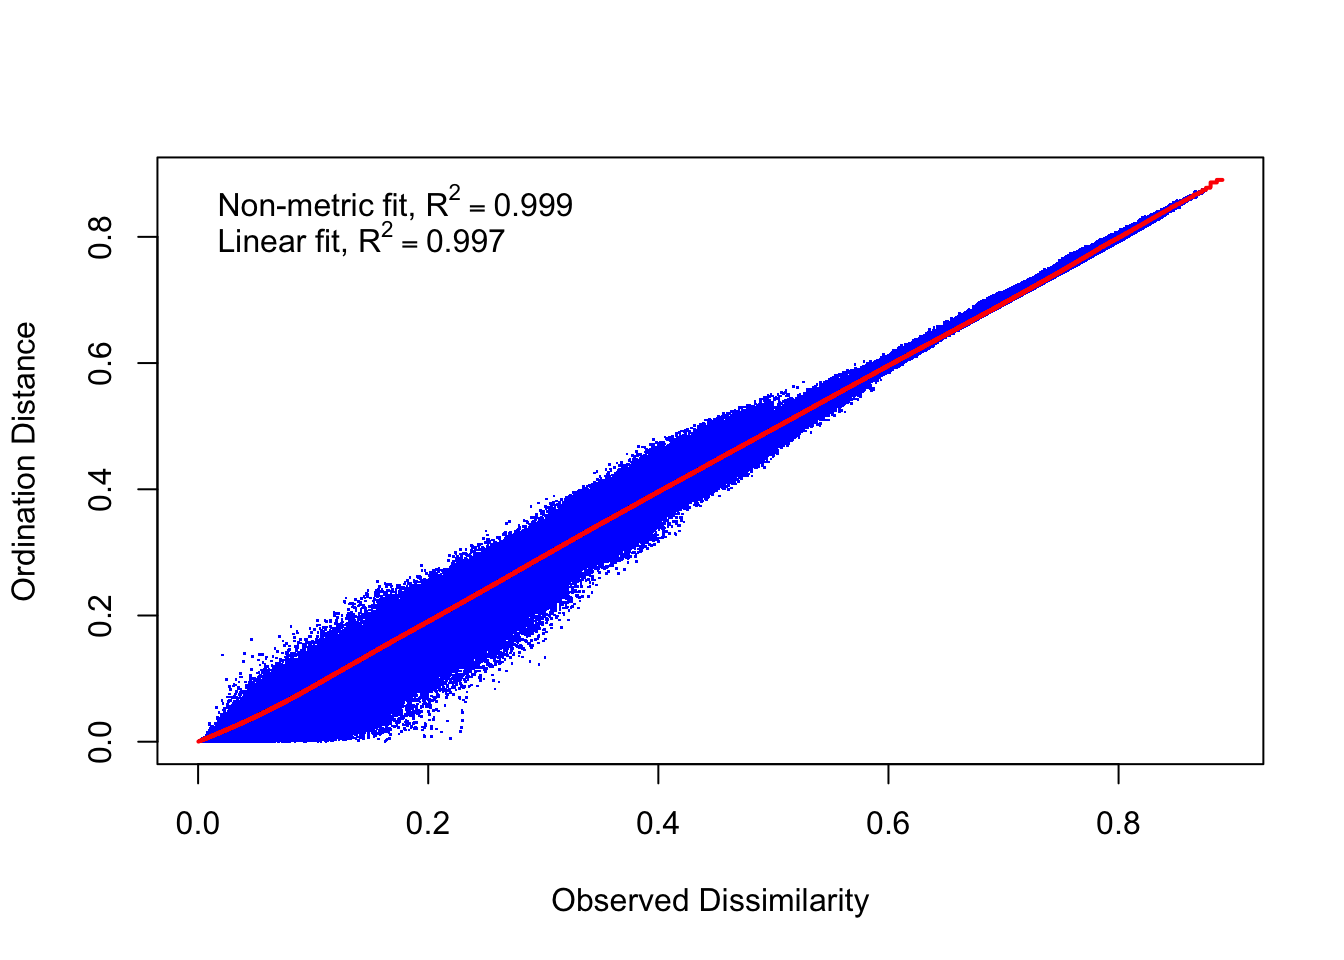 Non-metric fit, R² = 0.999
Linear fit, R² = 0.997
Ordination Distance
0.8
0.6
0.4
0.2
0.0
0.0 0.2 0.4 0.6 0.8
Observed Dissimilarity